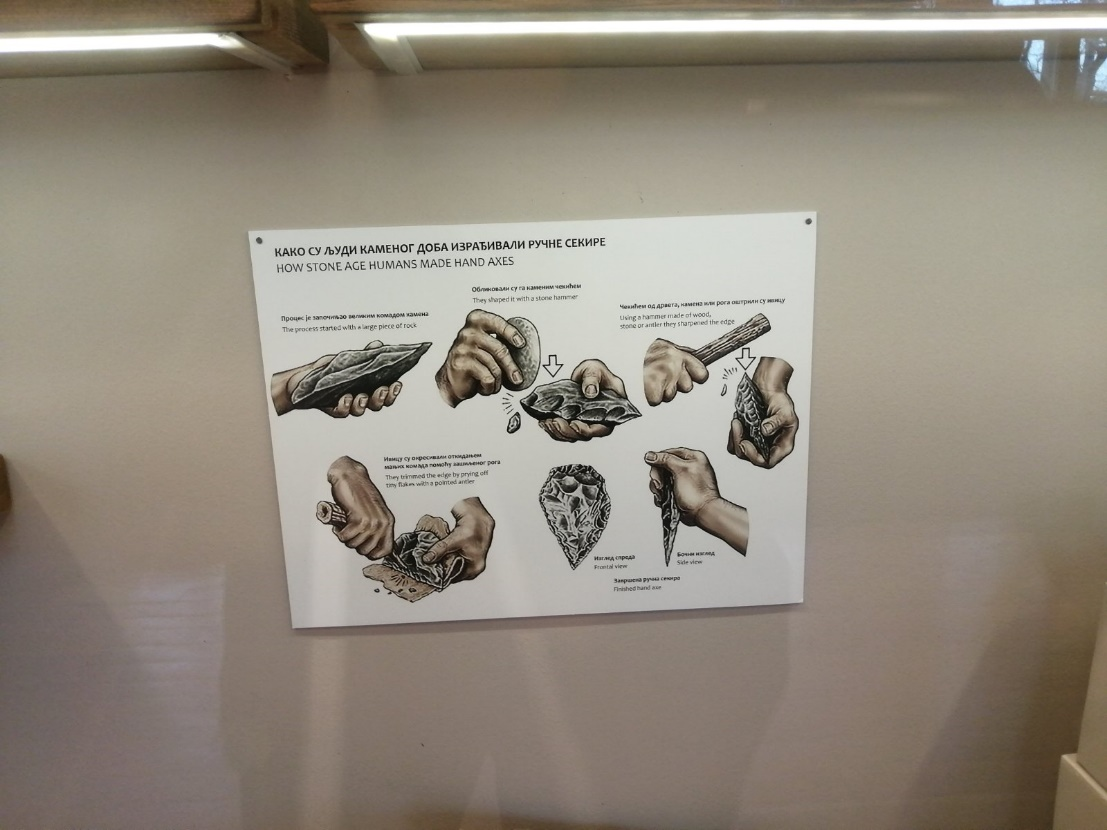 КАКО СУ ЉУДИ КАМЕНОГ ДОБА ИЗРАЂИВАЛИ РУЧНЕ СЕКИРЕ
HOW STONE AGE HUMANS MADE HAND AXES
Процес је започињао великим комадом камена
The process started with a large piece of rock
Обликовали су га каменим чекићем
They shaped it with a stone hammer
Чекићем од дрвета, камена или рога оштрили су ивицу
Using a hammer made of wood,
stone or antler they sharpened the edge
Ивицу су окресивали откидањем
мањих комада помоћу зашиљеног рога
They trimmed the edge by prying off
tiny flakes with a pointed antler
Изглед спреда
Frontal view
Бочни изглед
Side view
Завршена ручна секира
Finished hand axe